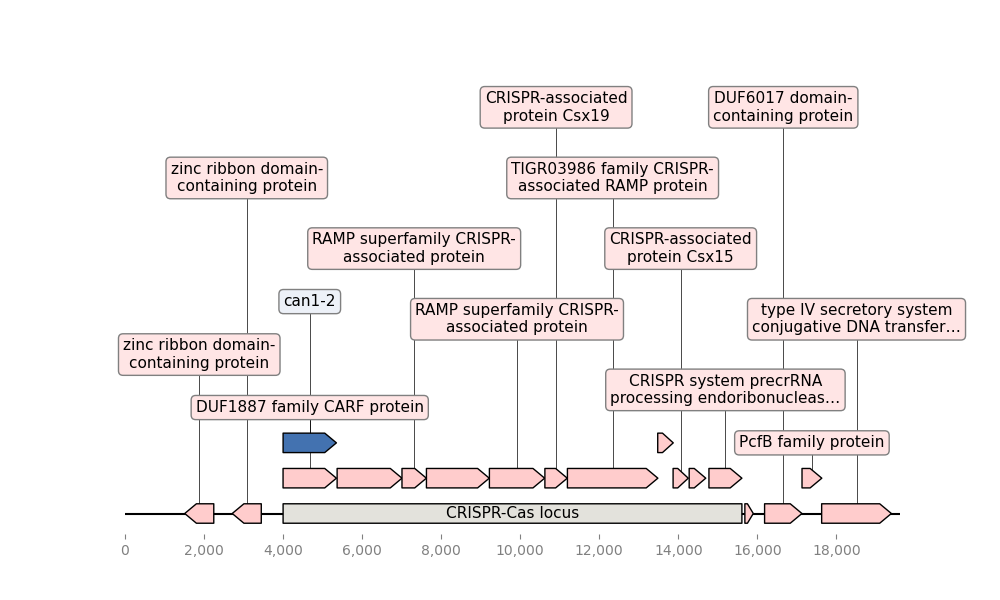 CRISPR-associated
protein Csx19
DUF6017 domain-
containing protein
zinc ribbon domain-
containing protein
TIGR03986 family CRISPR-
associated RAMP protein
RAMP superfamily CRISPR-
associated protein
CRISPR-associated
protein Csx15
can1-2
RAMP superfamily CRISPR-
associated protein
type IV secretory system
conjugative DNA transfer…
zinc ribbon domain-
containing protein
CRISPR system precrRNA
processing endoribonucleas…
DUF1887 family CARF protein
PcfB family protein
CRISPR-Cas locus
0 2,000 4,000 6,000 8,000 10,000 12,000 14,000 16,000 18,000